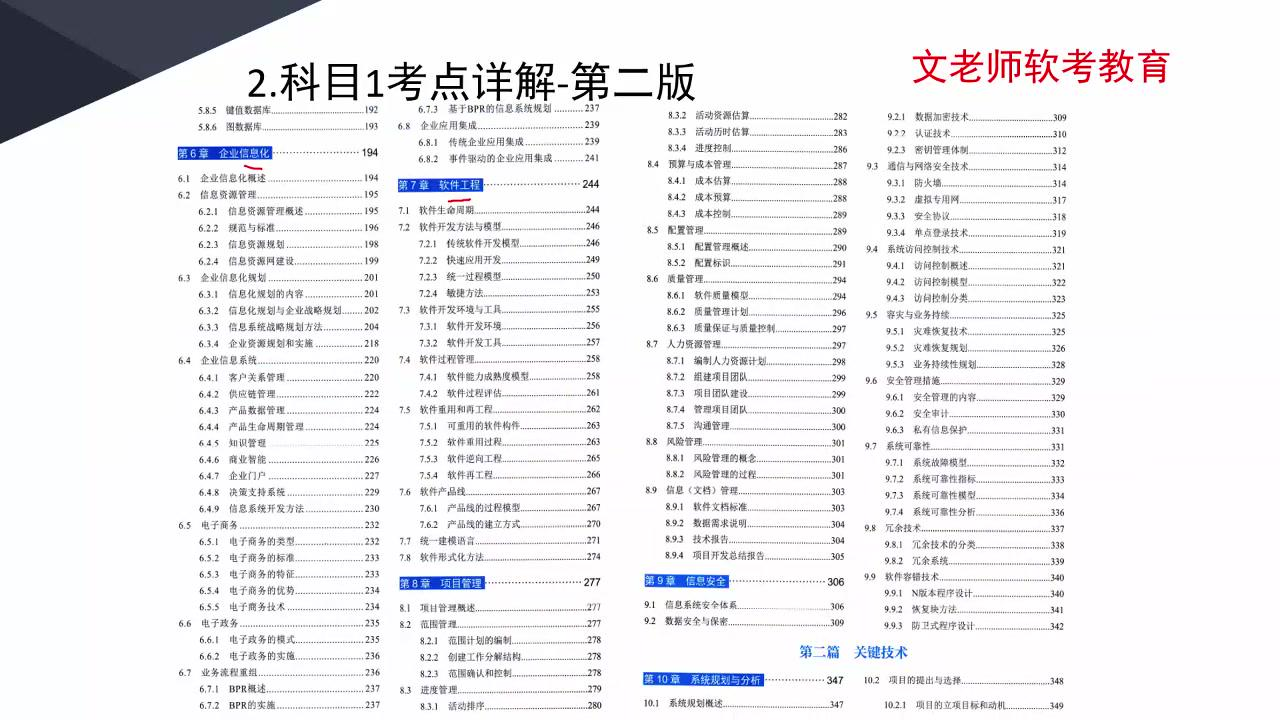 2.科目1考点详解-第二版
文老师软考教育
5.8.5 键值数据库 192
5.8.6 图数据库 193
第6章 企业信息化 194
6.1 企业信息化概述 194
6.2 信息资源管理 195
6.2.1 信息资源管理概述 195
6.2.2 规范与标准 196
6.2.3 信息资源规划 198
6.2.4 信息资源网建设 199
6.3 企业信息化规划 201
6.3.1 信息化规划的内容 201
6.3.2 信息化规划与企业战略规划 202
6.3.3 信息系统战略规划方法 204
6.3.4 企业资源规划和实施 218
6.4 企业信息系统 220
6.4.1 客户关系管理 220
6.4.2 供应链管理 222
6.4.3 产品数据管理 224
6.4.4 产品生命周期管理 224
6.4.5 知识管理 225
6.4.6 商业智能 226
6.4.7 企业门户 227
6.4.8 决策支持系统 229
6.4.9 信息系统开发方法 230
6.5 电子商务 232
6.5.1 电子商务的类型 232
6.5.2 电子商务的标准 233
6.5.3 电子商务的特征 233
6.5.4 电子商务的优势 234
6.5.5 电子商务技术 234
6.6 电子政务 235
6.6.1 电子政务的模式 235
6.6.2 电子政务的实施 236
6.7 业务流程重组 236
6.7.1 BPR概述 237
6.7.2 BPR的实施 237
6.7.3 基于BPR的信息系统规划 237
6.8 企业应用集成 239
6.8.1 传统企业应用集成 239
6.8.2 事件驱动的企业应用集成 241
第7章 软件工程 244
7.1 软件生命周期 244
7.2 软件开发方法与模型 246
7.2.1 传统软件开发模型 246
7.2.2 快速应用开发 249
7.2.3 统一过程模型 250
7.2.4 敏捷方法 253
7.3 软件开发环境与工具 255
7.3.1 软件开发环境 256
7.3.2 软件开发工具 257
7.4 软件过程管理 258
7.4.1 软件能力成熟度模型 258
7.4.2 软件过程评估 261
7.5 软件重用和再工程 262
7.5.1 可重用的软件构件 263
7.5.2 软件重用过程 263
7.5.3 软件逆向工程 265
7.5.4 软件再工程 266
7.6 软件产品线 267
7.6.1 产品线的过程模型 267
7.6.2 产品线的建立方式 270
7.7 统一建模语言 271
7.8 软件形式化方法 274
第8章 项目管理 277
8.1 项目管理概述 277
8.2 范围管理 277
8.2.1 范围计划的编制 278
8.2.2 创建工作分解结构 278
8.2.3 范围确认和控制 278
8.3 进度管理 279
8.3.1 活动排序 280
8.3.2 活动资源估算 282
8.3.3 活动历时估算 283
8.3.4 进度控制 286
8.4 预算与成本管理 287
8.4.1 成本估算 288
8.4.2 成本预算 288
8.4.3 成本控制 289
8.5 配置管理 289
8.5.1 配置管理概述 290
8.5.2 配置标识 291
8.6 质量管理 294
8.6.1 软件质量模型 294
8.6.2 质量管理计划 296
8.6.3 质量保证与质量控制 297
8.7 人力资源管理 297
8.7.1 编制人力资源计划 298
8.7.2 组建项目团队 299
8.7.3 项目团队建设 299
8.7.4 管理项目团队 300
8.7.5 沟通管理 300
8.8 风险管理 301
8.8.1 风险管理的概念 301
8.8.2 风险管理的过程 301
8.9 信息（文档）管理 303
8.9.1 软件文档标准 303
8.9.2 数据需求说明 304
8.9.3 技术报告 304
8.9.4 项目开发总结报告 305
第9章 信息安全 306
9.1 信息系统安全体系 306
9.2 数据安全与保密 309
9.2.1 数据加密技术 309
9.2.2 认证技术 310
9.2.3 密钥管理体制 312
9.3 通信与网络安全技术 314
9.3.1 防火墙 314
9.3.2 虚拟专用网 317
9.3.3 安全协议 318
9.3.4 单点登录技术 319
9.4 系统访问控制技术 321
9.4.1 访问控制概述 321
9.4.2 访问控制模型 322
9.4.3 访问控制分类 323
9.5 容灾与业务持续 325
9.5.1 灾难恢复技术 325
9.5.2 灾难恢复规划 326
9.5.3 业务持续性规划 328
9.6 安全管理措施 329
9.6.1 安全管理的内容 329
9.6.2 安全审计 330
9.6.3 私有信息保护 331
9.7 系统可靠性 331
9.7.1 系统故障模型 332
9.7.2 系统可靠性指标 333
9.7.3 系统可靠性模型 334
9.7.4 系统可靠性分析 336
9.8 冗余技术 337
9.8.1 冗余技术的分类 338
9.8.2 冗余系统 339
9.9 软件容错技术 340
9.9.1 N版本程序设计 340
9.9.2 恢复块方法 341
9.9.3 防卫式程序设计 342
第二篇 关键技术
第10章 系统规划与分析 347
10.1 系统规划概述 347
10.2 项目的提出与选择 348
10.2.1 项目的立项目标和动机 349